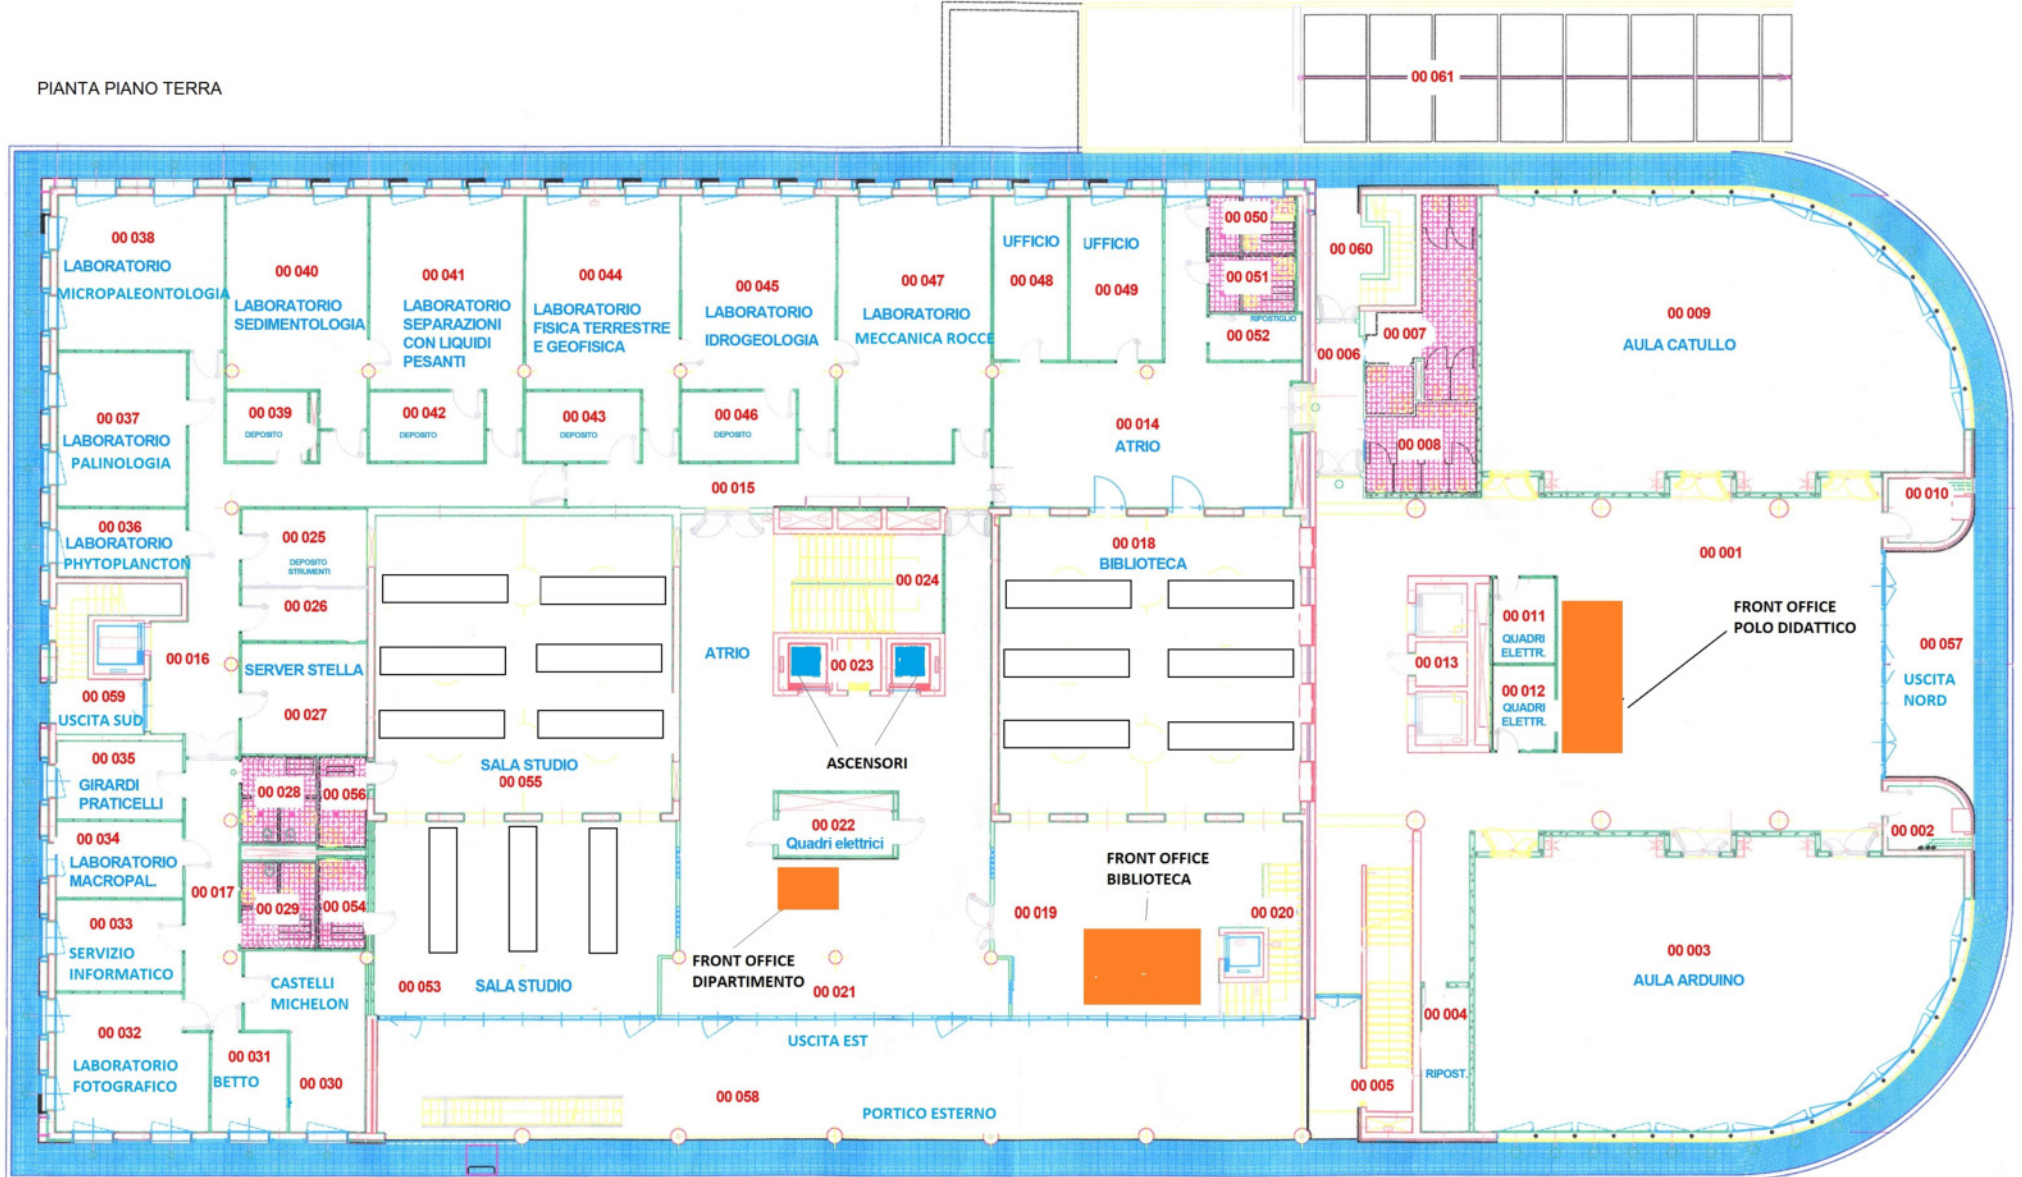 PIANTA PIANO TERRA
00 061
00 038
LABORATORIO
MICROPALEONTOLOGIA
00 040
LABORATORIO
SEDIMENTOLOGIA
00 041
LABORATORIO
SEPARAZIONI
CON LIQUIDI
PESANTI
00 044
LABORATORIO
FISICA TERRESTRE
E GEOFISICA
00 045
LABORATORIO
IDROGEOLOGIA
00 047
LABORATORIO
MECCANICA ROCCE
UFFICIO
00 048
UFFICIO
00 049
00 050
00 051
RIPOSTIGLIO
00 052
00 060
00 006
00 007
00 008
00 009
AULA CATULLO
00 037
LABORATORIO
PALINOLOGIA
00 039
DEPOSITO
00 042
DEPOSITO
00 043
DEPOSITO
00 046
DEPOSITO
00 014
ATRIO
00 015
00 010
00 036
LABORATORIO
PHYTOPLANCTON
00 025
DEPOSITO
STRUMENTI
00 026
00 024
00 018
BIBLIOTECA
00 001
00 011
QUADRI
ELETTR.
00 012
QUADRI
ELETTR.
00 013
FRONT OFFICE
POLO DIDATTICO
00 057
USCITA
NORD
00 016
00 059
USCITA SUD
SERVER STELLA
00 027
ATRIO
00 023
ASCENSORI
SALA STUDIO
00 055
00 035
GIRARDI
PRATICELLI
00 028
00 056
00 034
LABORATORIO
MACROPAL.
00 022
Quadri elettrici
00 002
00 017
00 029
00 054
FRONT OFFICE
BIBLIOTECA
00 019
00 020
00 033
SERVIZIO
INFORMATICO
CASTELLI
MICHELON
00 053
SALA STUDIO
FRONT OFFICE
DIPARTIMENTO
00 021
00 003
AULA ARDUINO
00 004
RIPOST.
00 032
LABORATORIO
FOTOGRAFICO
00 031
BETTO
00 030
USCITA EST
00 058
PORTICO ESTERNO
00 005